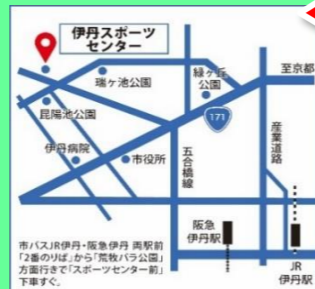 伊丹スポーツ
センター
瑞ヶ池公園
緑ヶ丘
公園
至京都
昆陽池公園
171
伊丹病院
市役所
五合橋線
産業道路
阪急
伊丹駅
JR
伊丹駅
市バスJR伊丹・阪急伊丹 両駅前
「2番のりば」から「荒牧バラ公園」
方面行きで「スポーツセンター前」
下車すぐ。